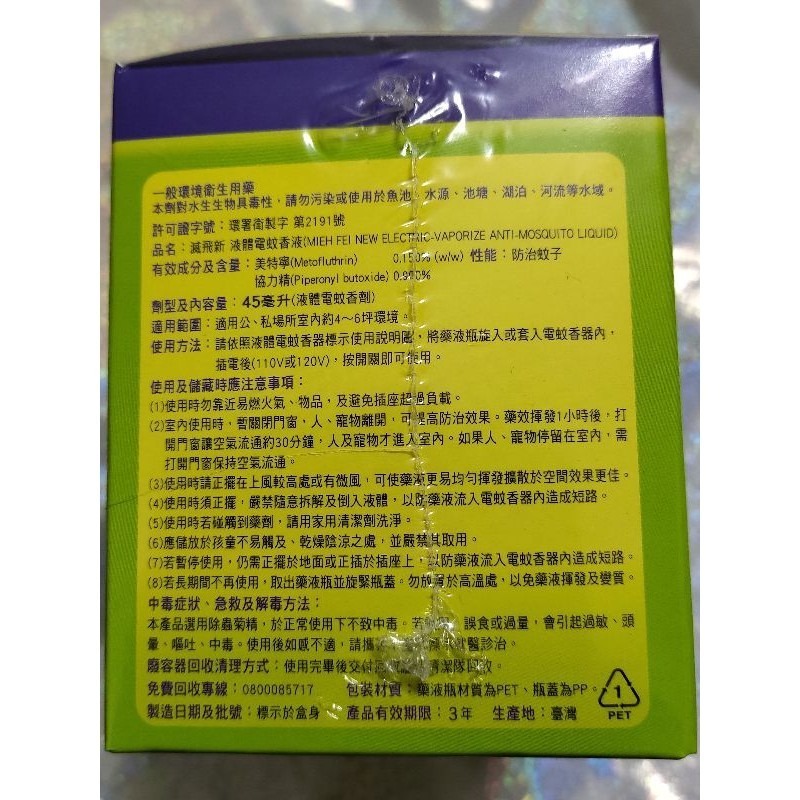 一般環境衛生用藥
本劑對水生生物具毒性，請勿污染或使用於魚池、水源、池塘、湖泊、河流等水域。
許可證字號：環署衛製字 第2191號
品名：滅飛新 液體電蚊香液(MIEH FEI NEW ELECTRIC-VAPORIZE ANTI-MOSQUITO LIQUID)
有效成分及含量：美特寧(Metofluthrin) 0.150% (w/w) 性能：防治蚊子
協力精(Piperonyl butoxide)
劑型及內容量：45毫升(液體電蚊香劑)
適用範圍：適用公、私場所室內約4～6坪環境。
使用方法：請依照液體電蚊香器標示使用說明，將藥液瓶旋入或套入電蚊香器內，
插電後(110V或120V)，按開關即可使用。
使用及儲藏時應注意事項：
(1)使用時勿靠近易燃火氣、物品，及避免插座超過負載。
(2)室內使用時，暫關閉門窗，人、寵物離開，可提高防治效果。藥效揮發1小時後，打
開門窗讓空氣流通約30分鐘，人及寵物才進入室內。如果人、寵物停留在室內，需
打開門窗保持空氣流通。
(3)使用時請正擺在上風較高處或有微風，可使藥液更易均勻揮發擴散於空間效果更佳。
(4)使用時須正擺，嚴禁隨意拆解及倒入液體，以防藥液流入電蚊香器內造成短路。
(5)使用時若碰觸到藥劑，請用家用清潔劑洗淨。
(6)應儲放於孩童不易觸及、乾燥陰涼之處，並嚴禁其取用。
(7)若暫停使用，仍需正擺於地面或正插於插座上，以防藥液流入電蚊香器內造成短路。
(8)若長期間不再使用，取出藥液瓶並旋緊瓶蓋。勿放置於高溫處，以免藥液揮發及變質。
中毒症狀、急救及解毒方法：
本產品選用除蟲菊精，於正常使用下不致中毒。若 誤食或過量，會引起過敏、頭
暈、嘔吐、中毒。使用後如感不適，請攜 就醫診治。
廢容器回收清理方式：使用完畢後交付 清潔隊回收。
免費回收專線：0800085717 包裝材質：藥液瓶材質為PET、瓶蓋為PP。
1
PET
製造日期及批號：標示於盒身 產品有效期限：3年 生產地：臺灣